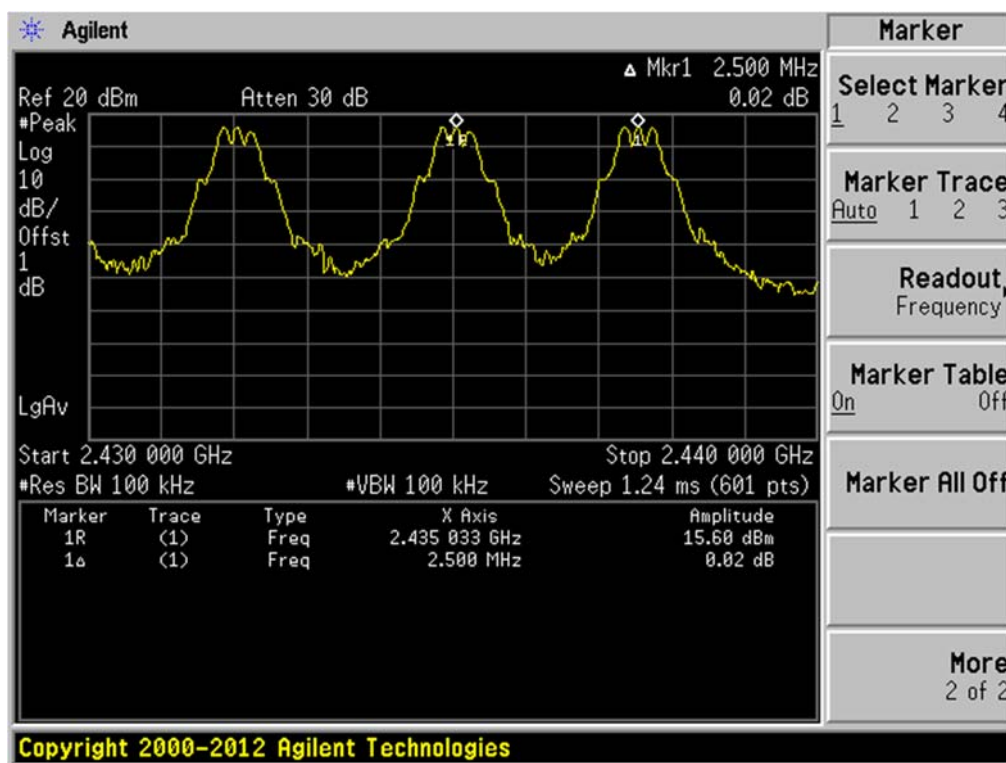 Agilent
Marker
Δ Mkr1 2.500 MHz
Ref 20 dBm Atten 30 dB 0.02 dB
#Peak
Log
10
dB/
Offst
1
dB
LgAv
1R
1
Start 2.430 000 GHz Stop 2.440 000 GHz
#Res BW 100 kHz #VBW 100 kHz Sweep 1.24 ms (601 pts)
Marker Trace Type X Axis Amplitude
1R (1) Freq 2.435 033 GHz 15.60 dBm
1Δ (1) Freq 2.500 MHz 0.02 dB
Select Marker
1 2 3 4
Marker Trace
Auto 1 2 3
Readout
Frequency
Marker Table
On Off
Marker All Off
More
2 of 2
Copyright 2000-2012 Agilent Technologies